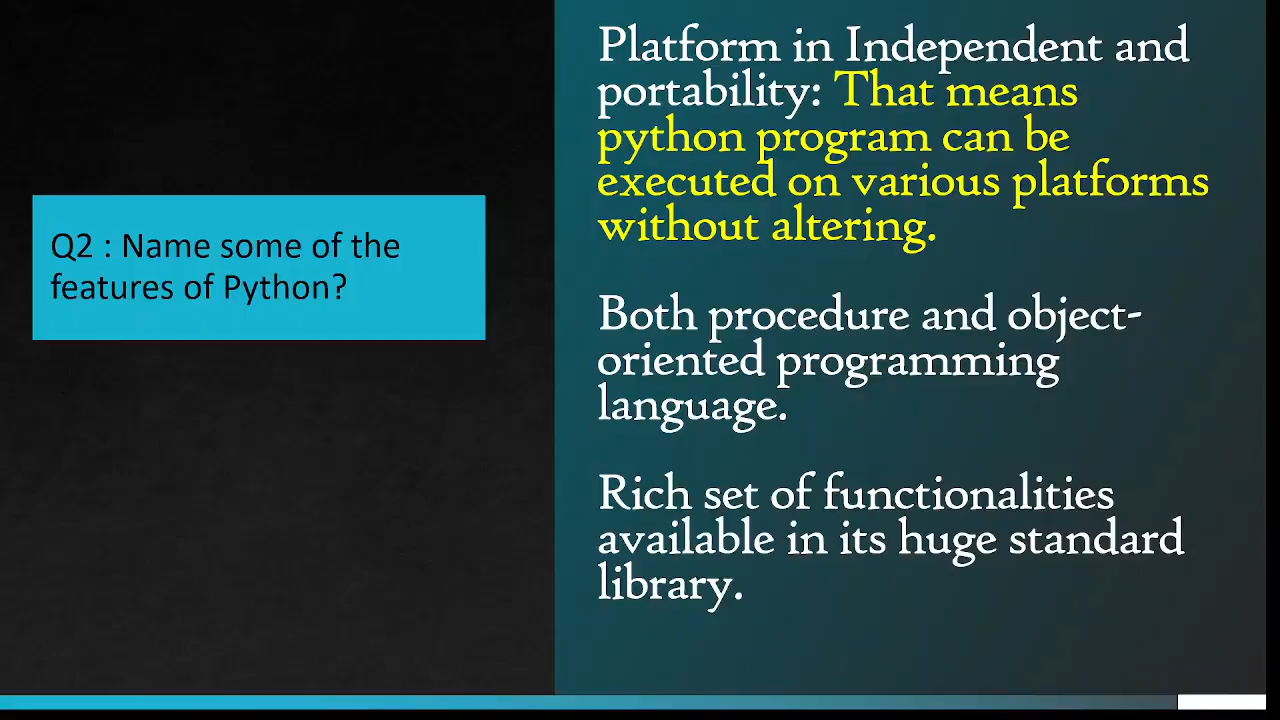 Q2 : Name some of the
features of Python?
Platform in Independent and
portability: That means
python program can be
executed on various platforms
without altering.
Both procedure and object-
oriented programming
language.
Rich set of functionalities
available in its huge standard
library.